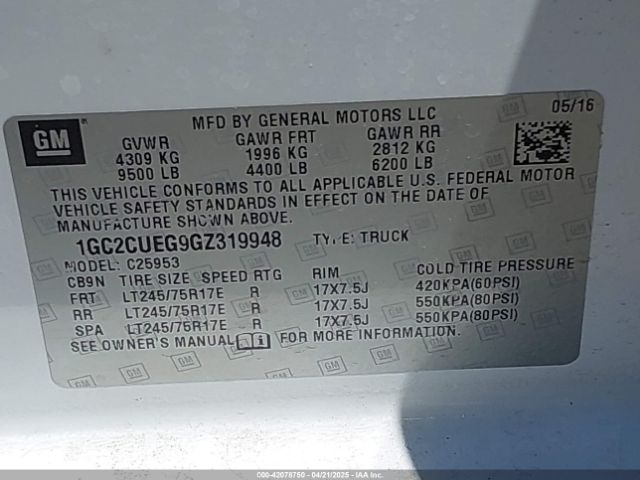 MFD BY GENERAL MOTORS LLC 05/16
GM
GVWR GAWR FRT GAWR RR
4309 KG 1996 KG 2812 KG
9500 LB 4400 LB 6200 LB
THIS VEHICLE CONFORMS TO ALL APPLICABLE U.S. FEDERAL MOTOR
VEHICLE SAFETY STANDARDS IN EFFECT ON THE DATE OF
MANUFACTURE SHOWN ABOVE.
1GC2CUEG9GZ319948 TYPE: TRUCK
MODEL: C25953
CB9N TIRE SIZE SPEED RTG RIM COLD TIRE PRESSURE
FRT LT245/75R17E R 17X7.5J 420KPA(60PSI)
RR LT245/75R17E R 17X7.5J 550KPA(80PSI)
SPA LT245/75R17E R 17X7.5J 550KPA(80PSI)
SEE OWNER'S MANUAL FOR MORE INFORMATION.
000-42078750 - 04/21/2025 - IAA Inc.